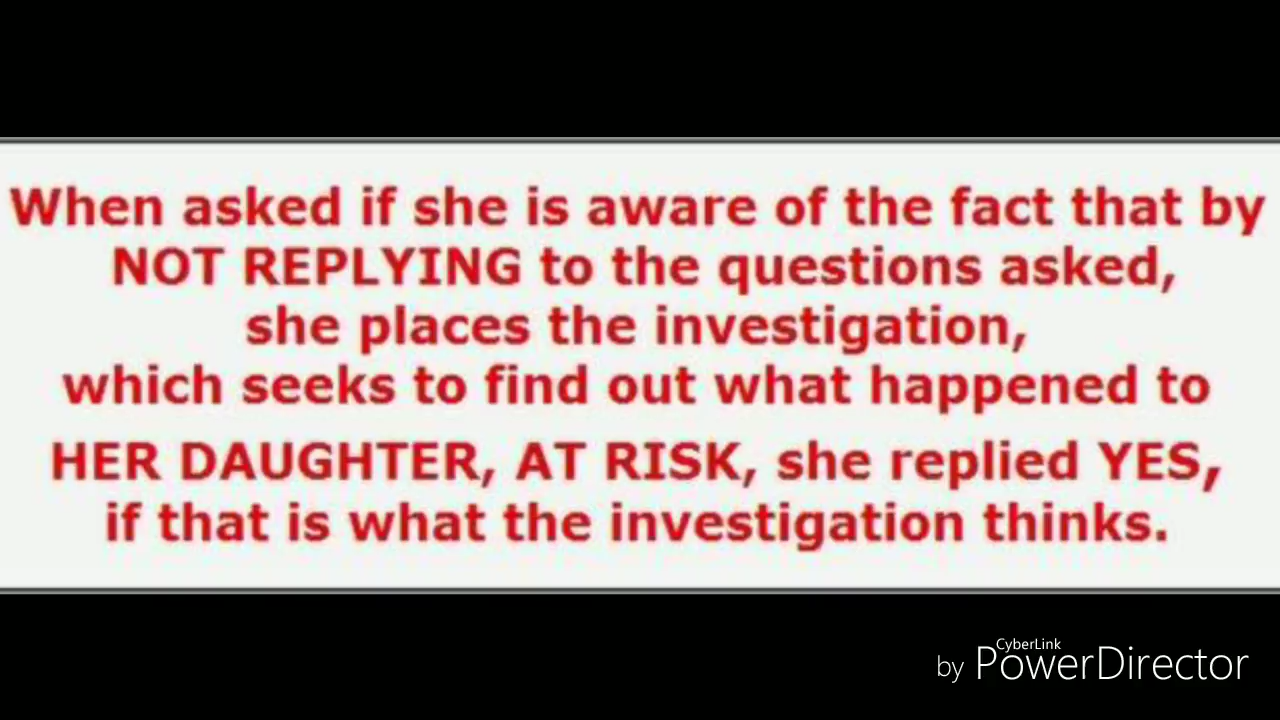 When asked if she is aware of the fact that by
NOT REPLYING to the questions asked,
she places the investigation,
which seeks to find out what happened to
HER DAUGHTER, AT RISK, she replied YES,
if that is what the investigation thinks.
CyberLink
by PowerDirector